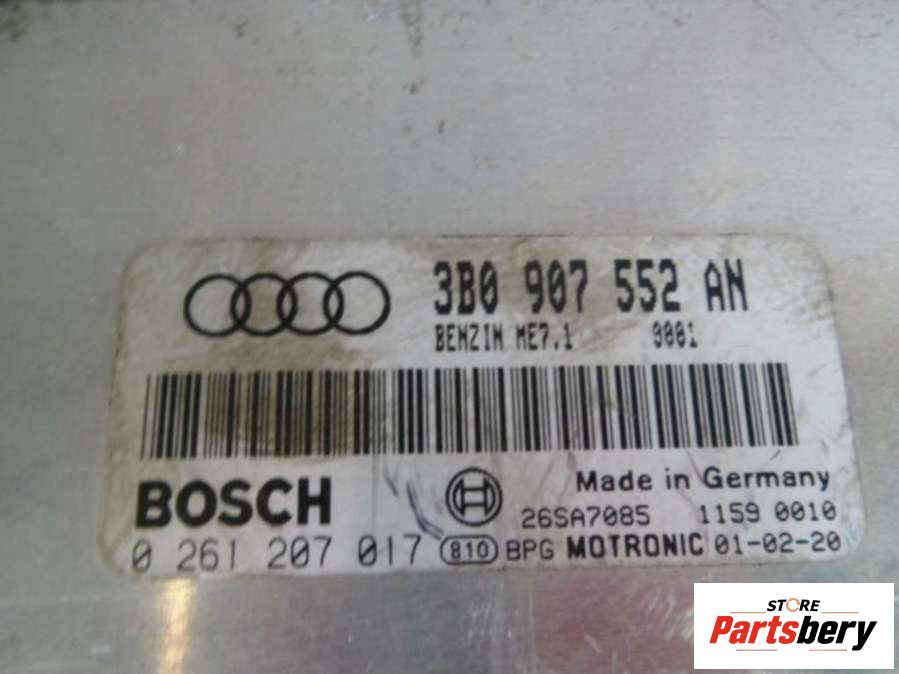 3B0 907 552 AN
BENZIN ME7.1 0001
BOSCH
Made in Germany
26SA7085 1159 0010
0 261 207 017 810 BPG MOTRONIC 01-02-20
STORE
Partsbery